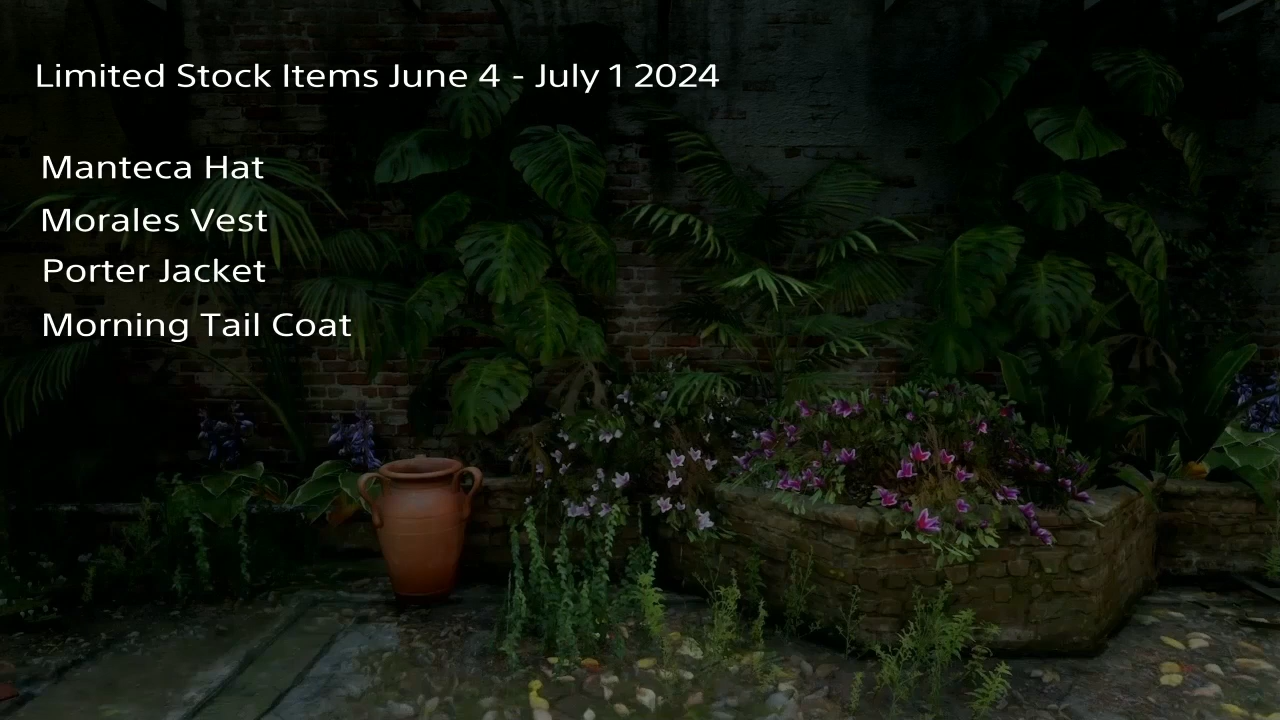 Limited Stock Items June 4 - July 1 2024
Manteca Hat
Morales Vest
Porter Jacket
Morning Tail Coat